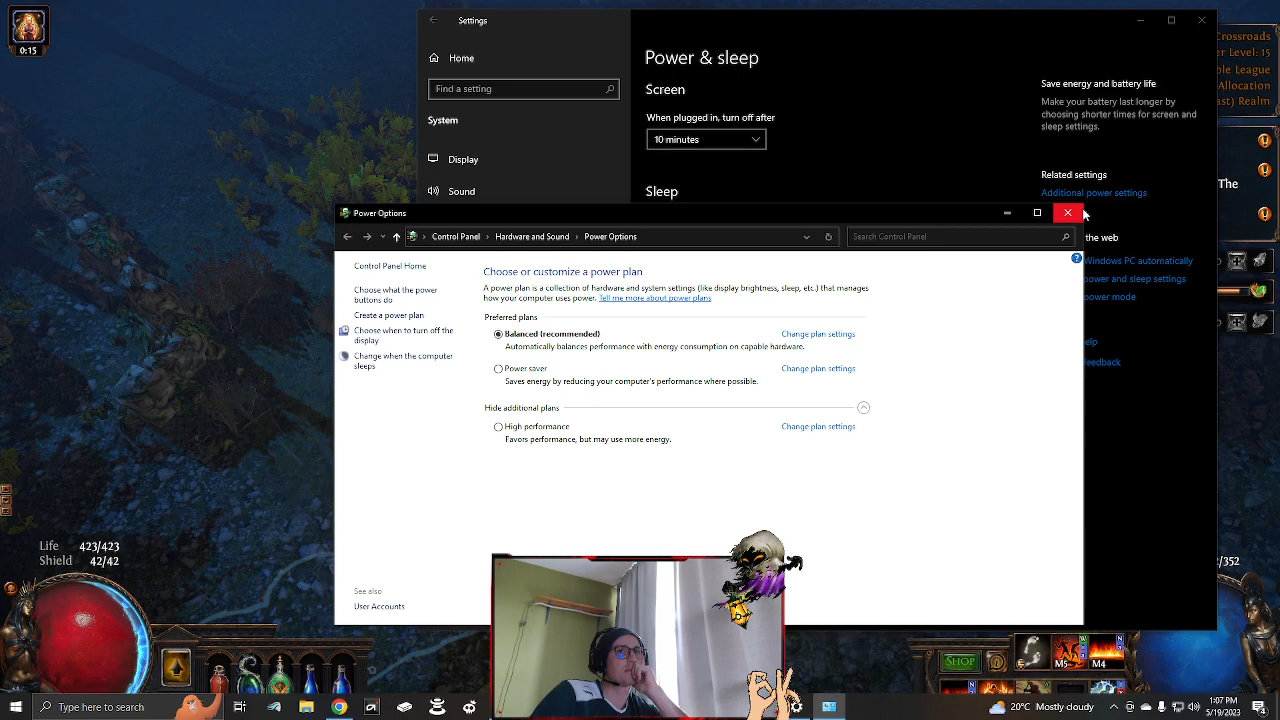 0:15
Settings
Home
Find a setting
System
Display
Sound
Power & sleep
Screen
When plugged in, turn off after
10 minutes
Sleep
Save energy and battery life
Make your battery last longer by
choosing shorter times for screen and
sleep settings.
Related settings
Additional power settings
the web
Windows PC automatically
power and sleep settings
power mode
elp
eedback
Crossroads
r Level: 15
ble League
Allocation
ast) Realm
The
Power Options
Control Panel > Hardware and Sound > Power Options
Search Control Panel
Control Panel Home
Choose what the power
buttons do
Create a power plan
Choose when to turn off the
display
Change when the computer
sleeps
Choose or customize a power plan
A power plan is a collection of hardware and system settings (like display brightness, sleep, etc.) that manages
how your computer uses power. Tell me more about power plans
Preferred plans
Balanced (recommended) Change plan settings
Automatically balances performance with energy consumption on capable hardware.
Power saver Change plan settings
Saves energy by reducing your computer's performance where possible.
Hide additional plans
High performance Change plan settings
Favors performance, but may use more energy.
See also
User Accounts
Life 423/423
Shield 42/42
/352
SHOP
M5
M4
Type here to search
20°C Mostly cloudy
1:07 PM
5/19/2023